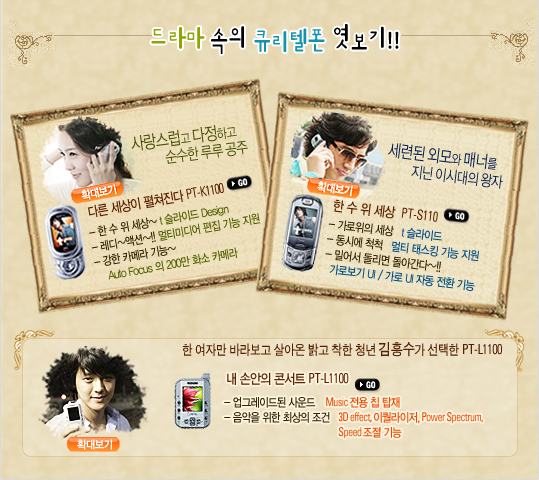 드라마 속의 큐리텔폰 엿보기!!
사랑스럽고 다정하고
순수한 루루 공주
확대보기
다른 세상이 펼쳐진다 PT-K1100 GO
– 한 수 위 세상~ t 슬라이드 Design
– 레디~액션~!! 멀티미디어 편집 기능 지원
– 강한 카메라 기능~
Auto Focus 의 200만 화소 카메라
세련된 외모와 매너를
지닌 이시대의 왕자
확대보기
한 수 위 세상 PT-S110 GO
– 가로위의 세상 t 슬라이드
– 동시에 척척 멀티 태스킹 기능 지원
– 밀어서 돌리면 돌아간다~!!
가로보기 UI / 가로 UI 자동 전환 기능
한 여자만 바라보고 살아온 밝고 착한 청년 김흥수가 선택한 PT-L1100
내 손안의 콘서트 PT-L1100 GO
– 업그레이드된 사운드 Music 전용 칩 탑재
– 음악을 위한 최상의 조건 3D effect, 이퀄라이저, Power Spectrum,
Speed 조절 기능
확대보기